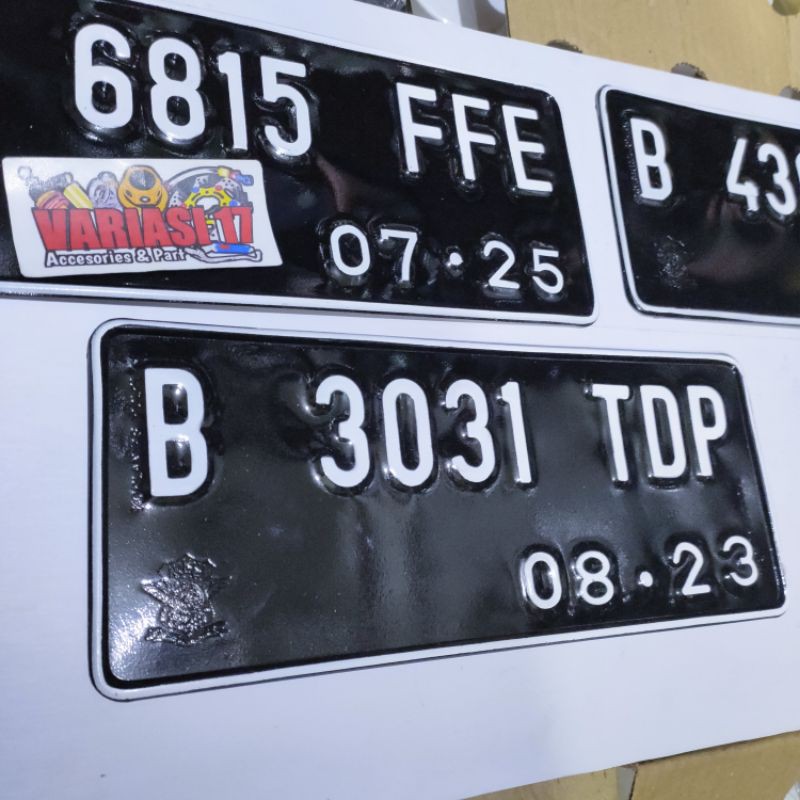 6815 FFE
07·25
VARIASI 17
Accesories & Part
B 43
B 3031 TDP
08·23